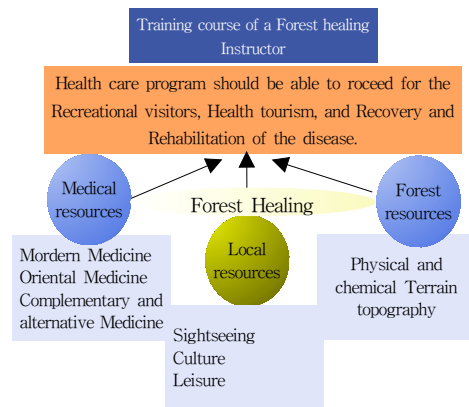 Training course of a Forest healing
Instructor
Health care program should be able to roceed for the
Recreational visitors, Health tourism, and Recovery and
Rehabilitation of the disease.
Medical
resources
Forest Healing
Forest
resources
Local
resources
Mordern Medicine
Oriental Medicine
Complementary and
alternative Medicine
Physical and
chemical Terrain
topography
Sightseeing
Culture
Leisure